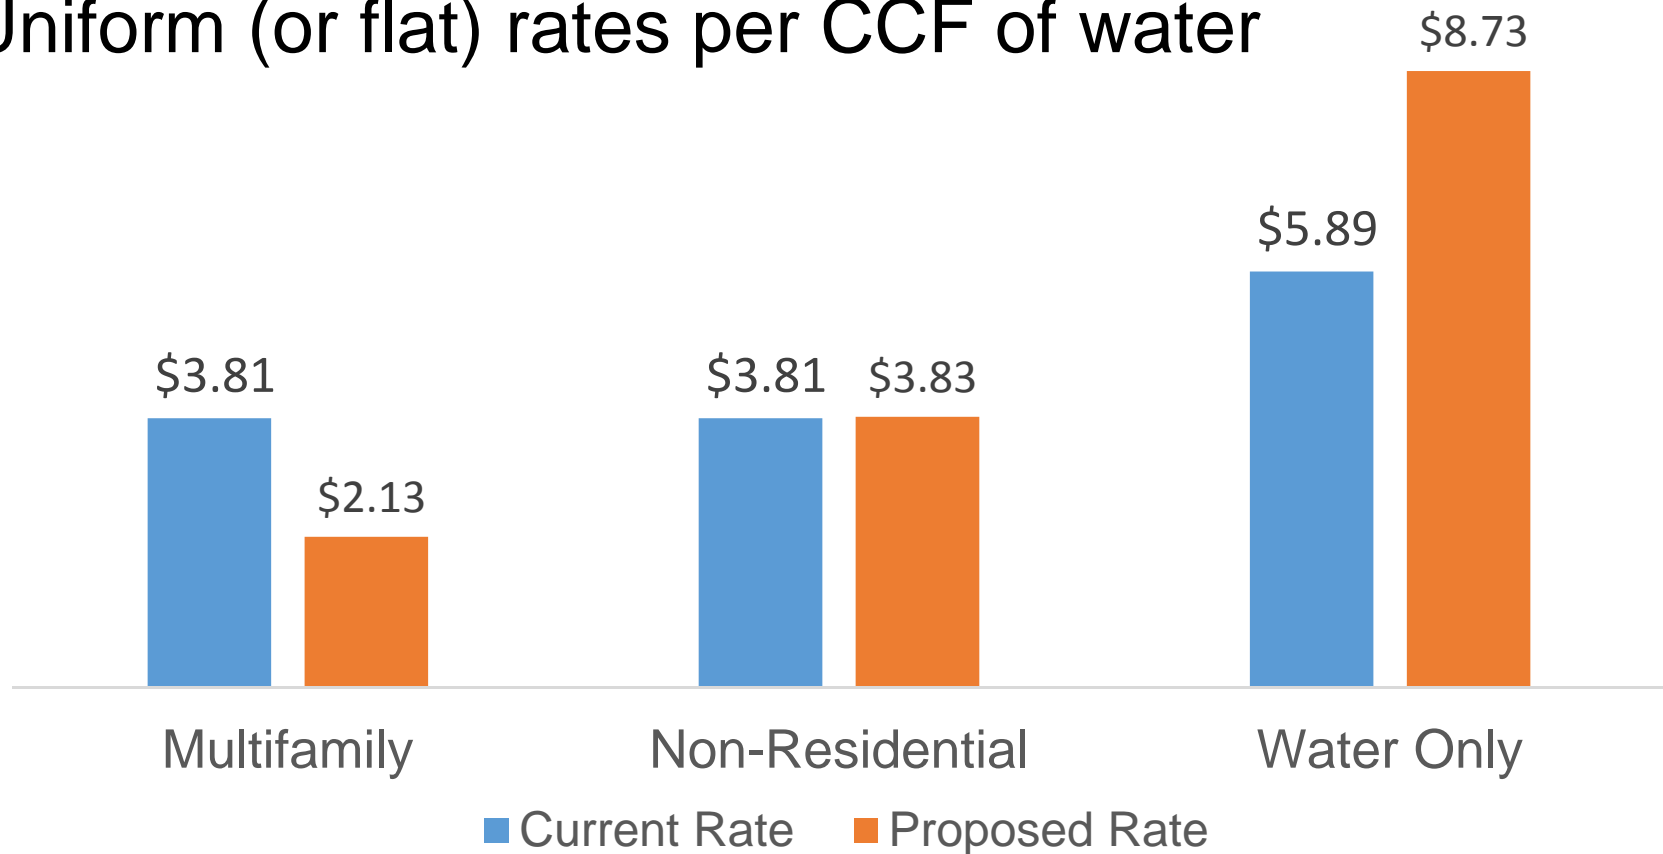 Uniform (or flat) rates per CCF of water
$8.73
$5.89
$3.81
$3.81
$3.83
$2.13
Multifamily
Non-Residential
Water Only
Current Rate
Proposed Rate